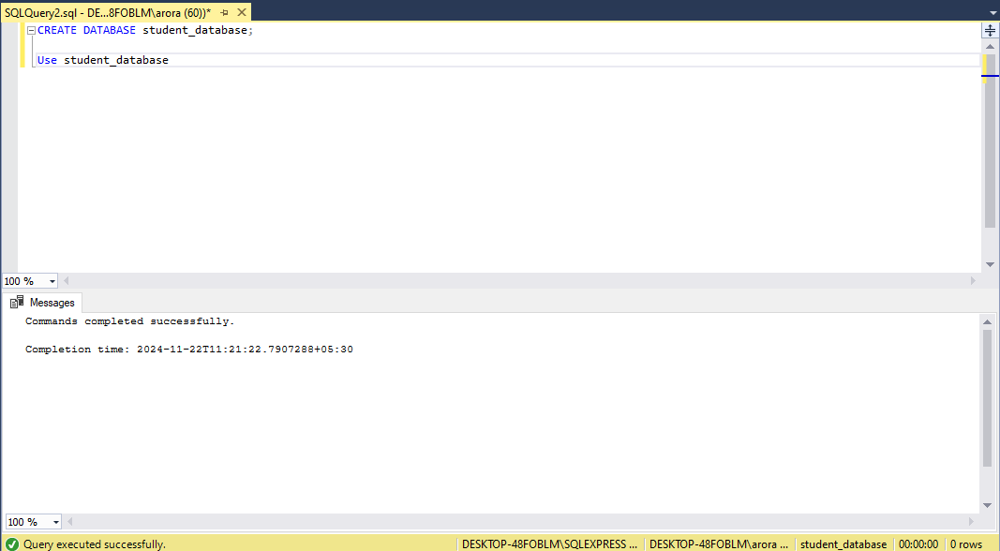 SQLQuery2.sql - DE...8FOBLM\arora (60))*
CREATE DATABASE student_database;
Use student_database
100 %
Messages
Commands completed successfully.
Completion time: 2024-11-22T11:21:22.7907288+05:30
100 %
Query executed successfully.
DESKTOP-48FOBLM\SQLEXPRESS ...
DESKTOP-48FOBLM\arora ...
student_database
00:00:00
0 rows